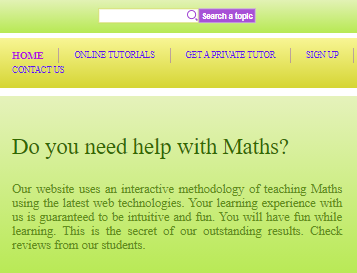 Search a topic
HOME ONLINE TUTORIALS GET A PRIVATE TUTOR SIGN UP
CONTACT US
Do you need help with Maths?
Our website uses an interactive methodology of teaching Maths
using the latest web technologies. Your learning experience with
us is guaranteed to be intuitive and fun. You will have fun while
learning. This is the secret of our outstanding results. Check
reviews from our students.